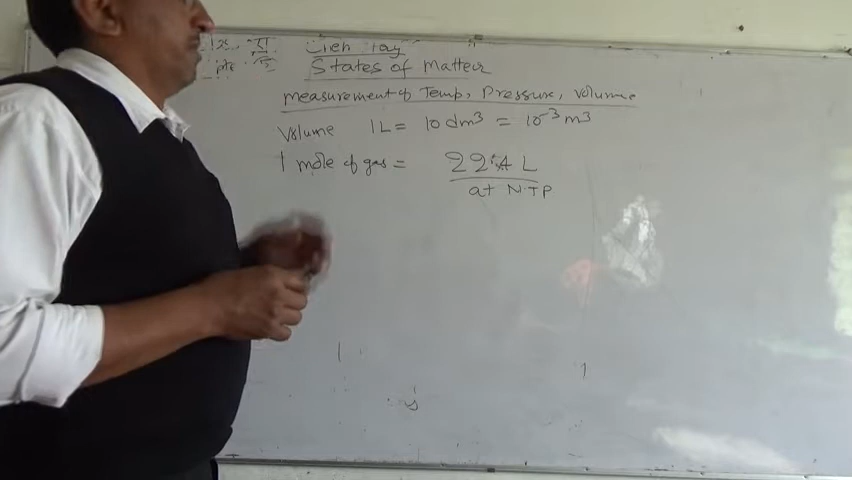 States of Matter
measurement of Temp, Pressure, volume
Volume 1L = 10 dm³ = 10⁻³ m³
1 mole of gas = 22.4 L
at N.T.P